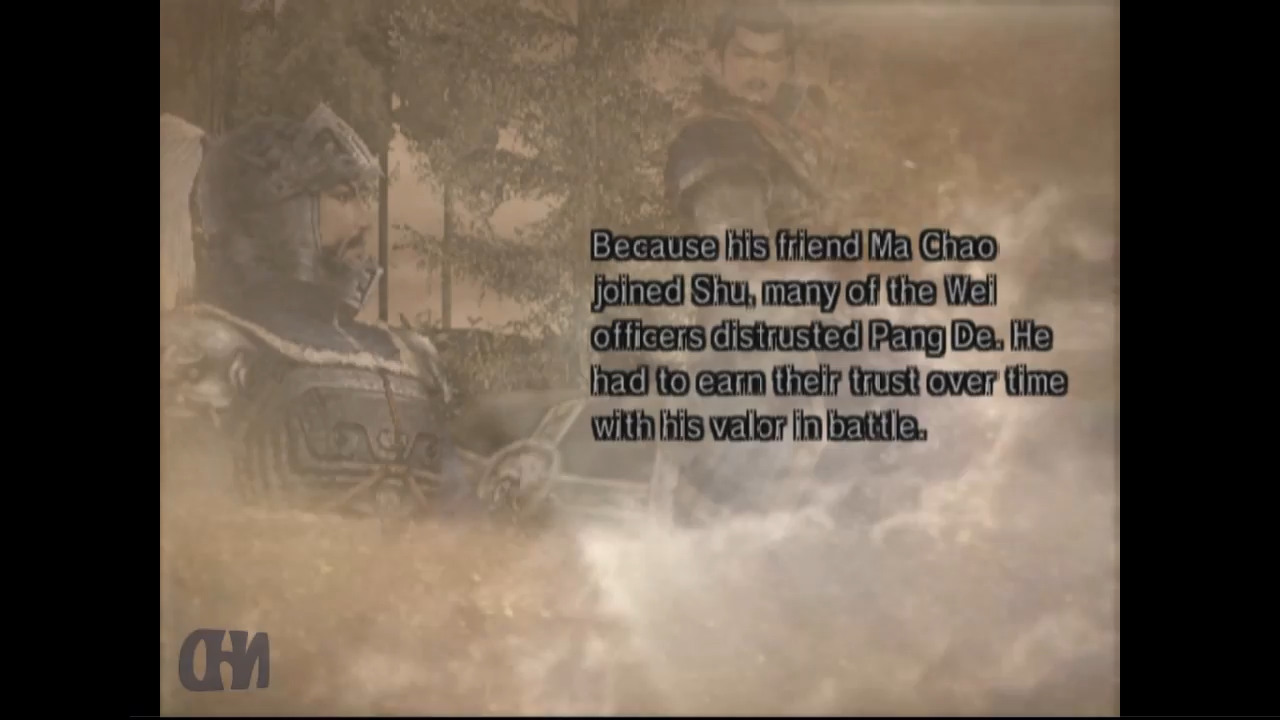 Because his friend Ma Chao
joined Shu, many of the Wei
officers distrusted Pang De. He
had to earn their trust over time
with his valor in battle.